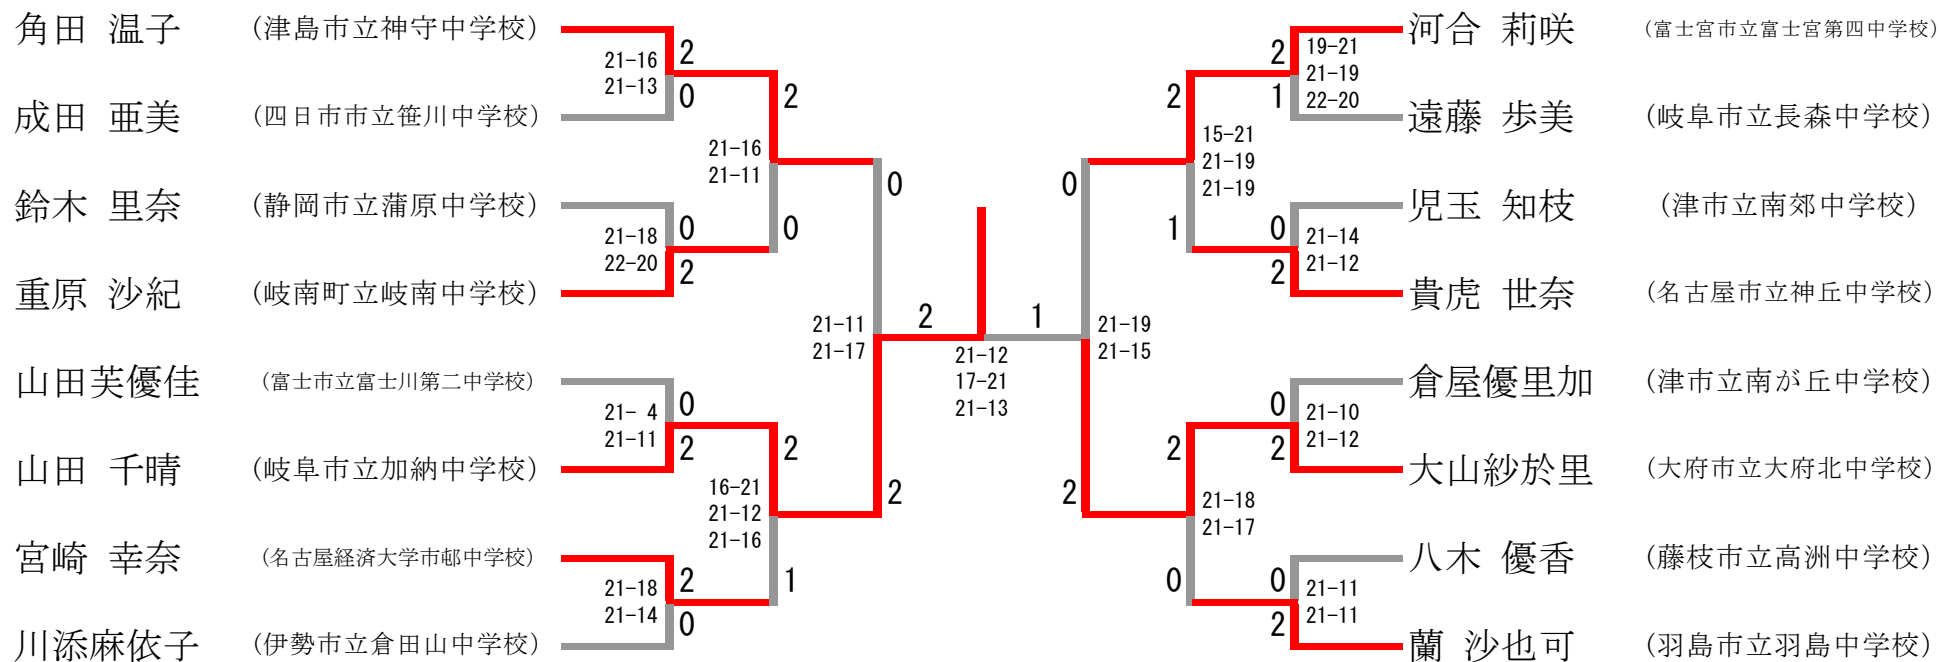 角田 温子 (津島市立神守中学校)
21-16 2
21-13 0
成田 亜美 (四日市市立笹川中学校)
2
21-16
21-11
0
鈴木 里奈 (静岡市立蒲原中学校)
21-18 0
22-20 2
重原 沙紀 (岐南町立岐南中学校)
0
21-11
21-17
2
山田芙優佳 (富士市立富士川第二中学校)
21- 4 0
21-11 2
山田 千晴 (岐阜市立加納中学校)
2
16-21
21-12
21-16
1
宮崎 幸奈 (名古屋経済大学市邨中学校)
21-18 2
21-14 0
川添麻依子 (伊勢市立倉田山中学校)
2 1
21-12
17-21
21-13
河合 莉咲 (富士宮市立富士宮第四中学校)
2 19-21
21-19
1 22-20
遠藤 歩美 (岐阜市立長森中学校)
2
15-21
21-19
21-19
1
児玉 知枝 (津市立南郊中学校)
0 21-14
2 21-12
貴虎 世奈 (名古屋市立神丘中学校)
0
21-19
21-15
2
倉屋優里加 (津市立南が丘中学校)
0 21-10
2 21-12
大山紗於里 (大府市立大府北中学校)
2
21-18
21-17
0
八木 優香 (藤枝市立高洲中学校)
0 21-11
2 21-11
蘭 沙也可 (羽島市立羽島中学校)